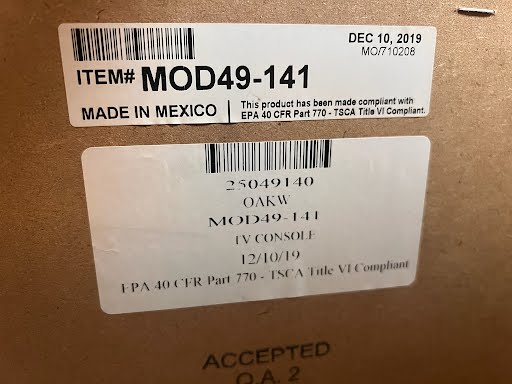 DEC 10, 2019
MO/710208
ITEM# MOD49-141
MADE IN MEXICO
This product has been made compliant with
EPA 40 CFR Part 770 - TSCA Title VI Compliant.
25049140
OAKW
MOD49-141
TV CONSOLE
12/10/19
EPA 40 CFR Part 770 - TSCA Title VI Compliant
ACCEPTED
Q.A. 2